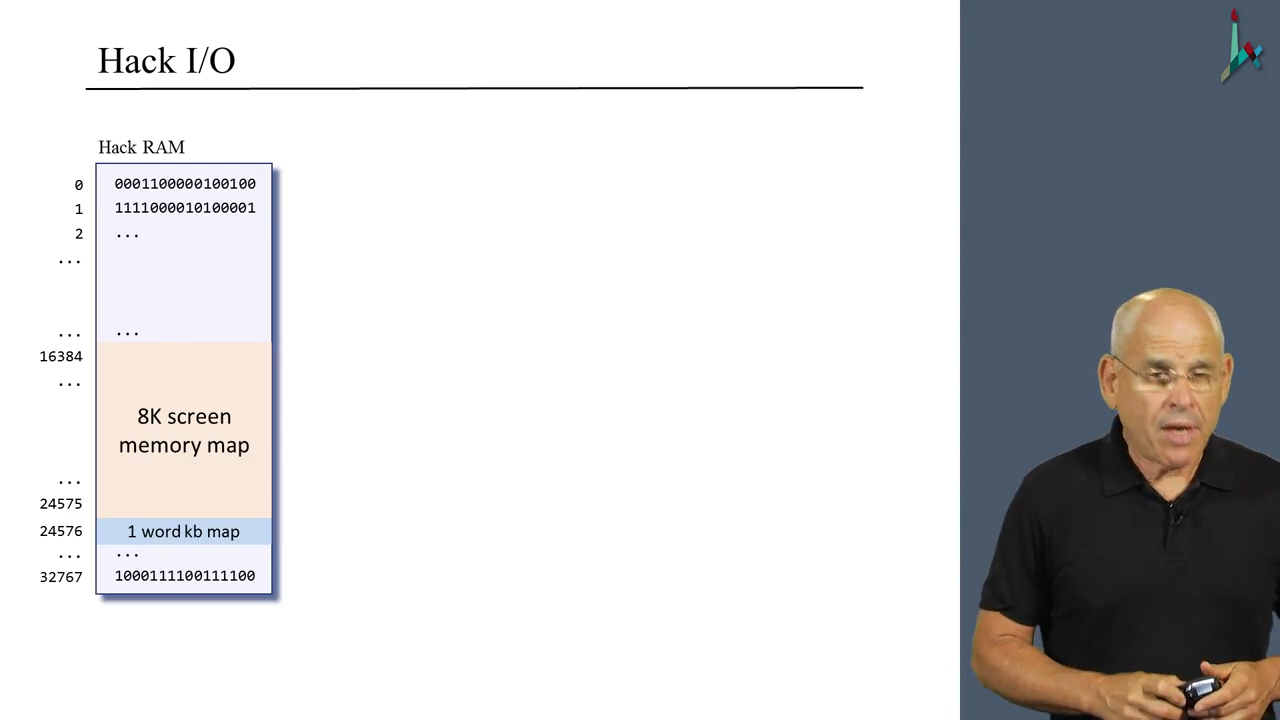 Hack I/O
Hack RAM
0 0001100000100100
1 1111000010100001
2 ...
...
... ...
16384
...
8K screen
memory map
...
24575
24576 1 word kb map
... ...
32767 1000111100111100